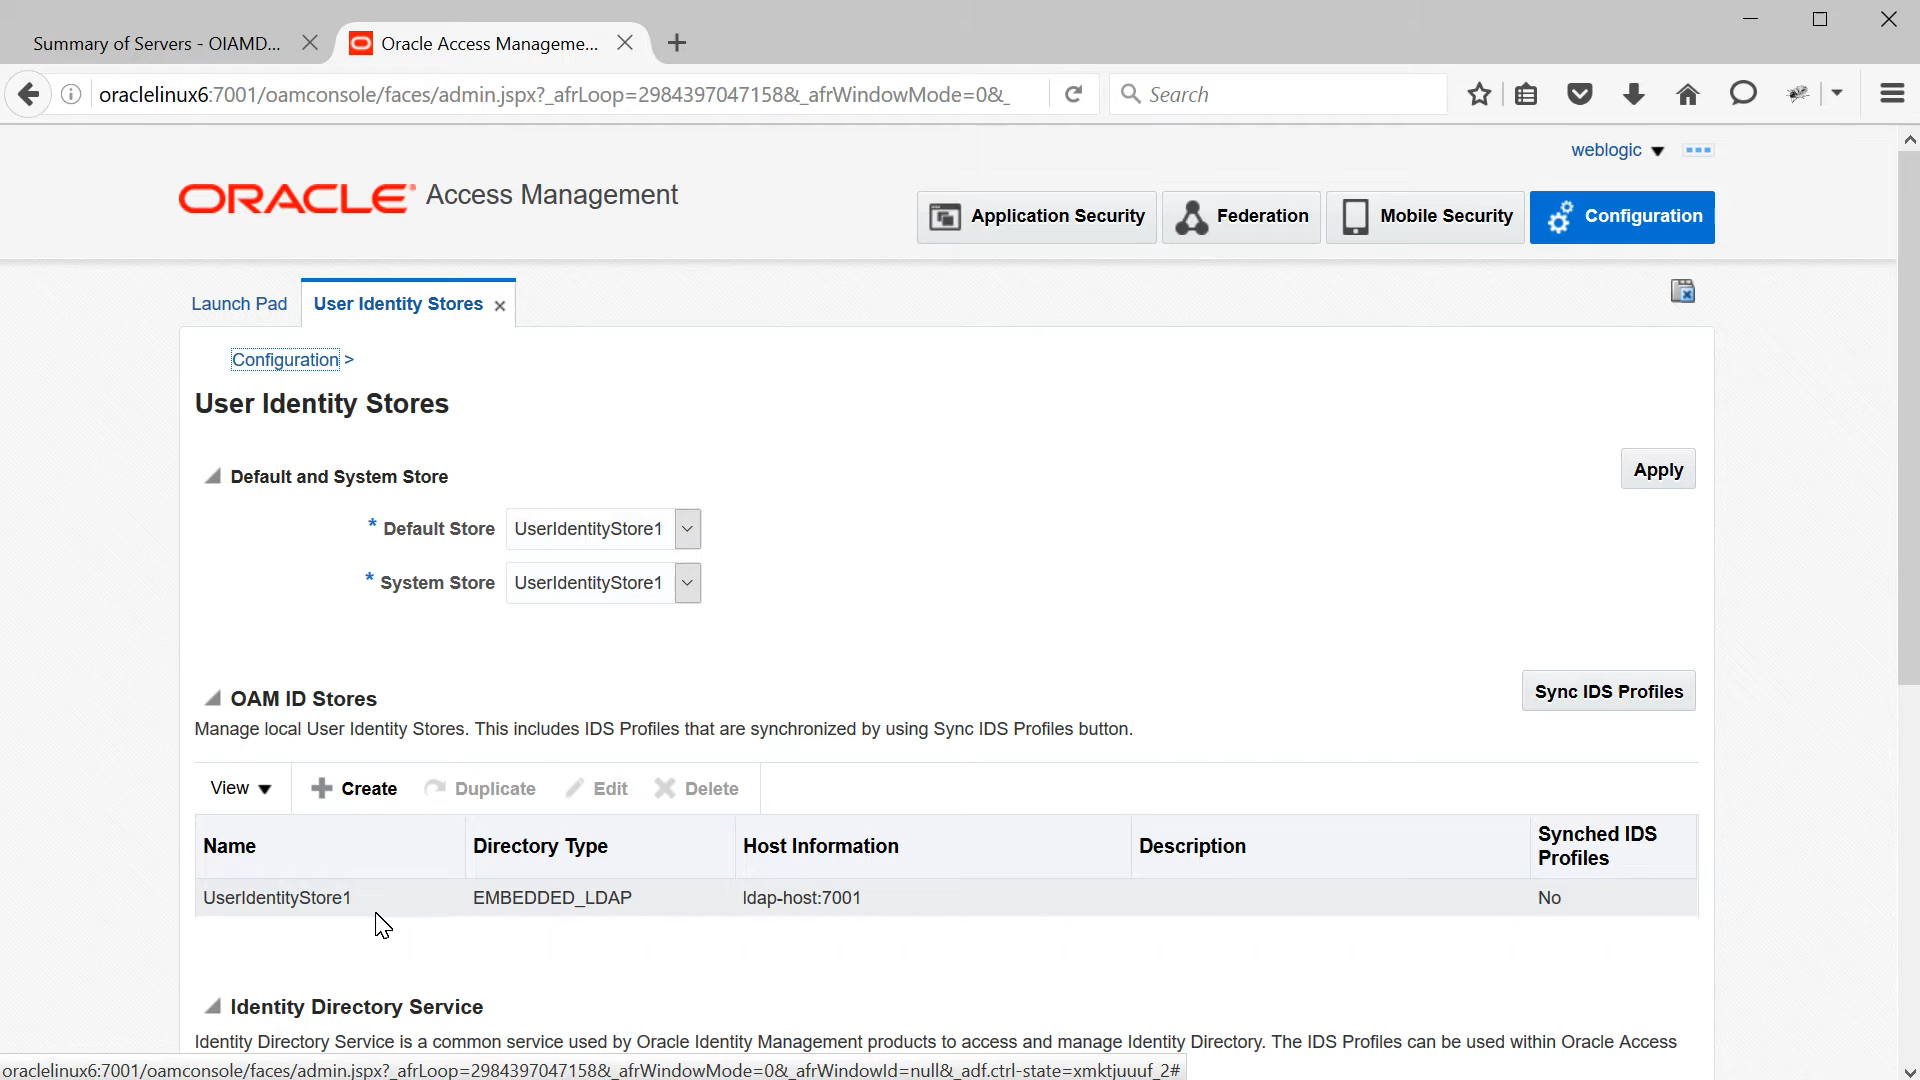 Summary of Servers - OIAMD...
Oracle Access Manageme...
oraclelinux6:7001/oamconsole/faces/admin.jspx?_afrLoop=2984397047158&_afrWindowMode=0&_
Search
weblogic
ORACLE Access Management
Application Security
Federation
Mobile Security
Configuration
Launch Pad
User Identity Stores
Configuration >
User Identity Stores
Default and System Store
Apply
* Default Store UserIdentityStore1
* System Store UserIdentityStore1
OAM ID Stores
Sync IDS Profiles
Manage local User Identity Stores. This includes IDS Profiles that are synchronized by using Sync IDS Profiles button.
View Create Duplicate Edit Delete
Name Directory Type Host Information Description Synched IDS
Profiles
UserIdentityStore1 EMBEDDED_LDAP ldap-host:7001 No
Identity Directory Service
Identity Directory Service is a common service used by Oracle Identity Management products to access and manage Identity Directory. The IDS Profiles can be used within Oracle Access
oraclelinux6:7001/oamconsole/faces/admin.jspx?_afrLoop=2984397047158&_afrWindowMode=0&_afrWindowId=null&_adf.ctrl-state=xmktjuuuf_2#